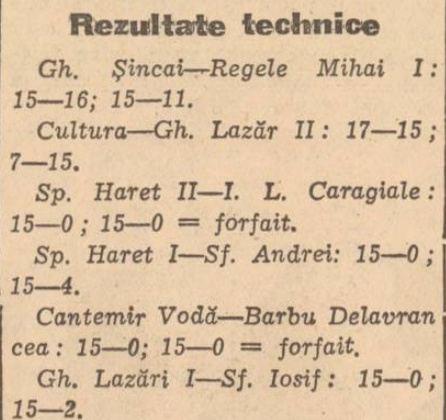 Rezultate technice
Gh. Șincai—Regele Mihai I:
15—16; 15—11.
Cultura—Gh. Lazăr II: 17—15;
7—15.
Sp. Haret II—I. L. Caragiale:
15—0; 15—0 = forfait.
Sp. Haret I—Sf. Andrei: 15—0;
15—4.
Cantemir Vodă—Barbu Delavran
cea: 15—0; 15—0 = forfait.
Gh. Lazări I—Sf. Iosif: 15—0;
15—2.